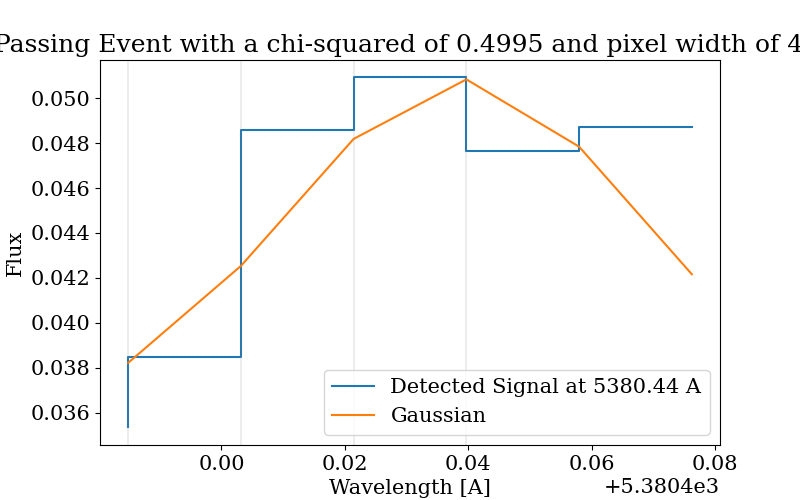 Passing Event with a chi-squared of 0.4995 and pixel width of 4
0.050
0.048
0.046
0.044
0.042
0.040
0.038
0.036
Flux
Detected Signal at 5380.44 A
Gaussian
0.00 0.02 0.04 0.06 0.08
Wavelength [A] +5.3804e3